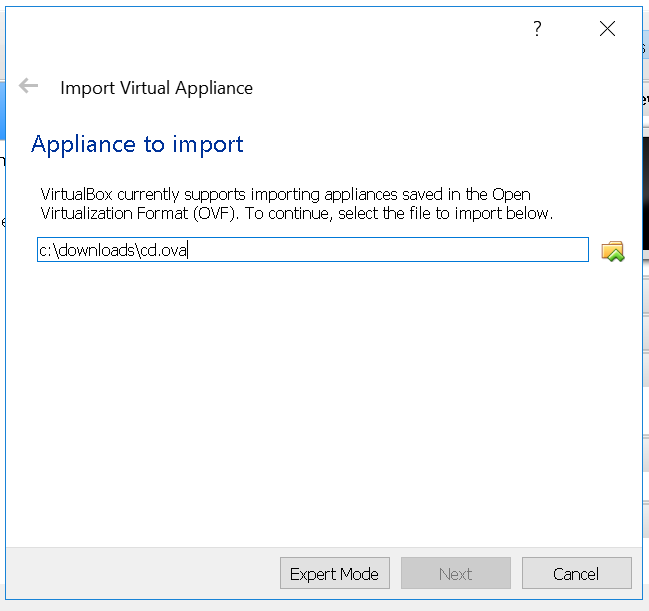 ?
Import Virtual Appliance
Appliance to import
VirtualBox currently supports importing appliances saved in the Open
Virtualization Format (OVF). To continue, select the file to import below.
c:\downloads\cd.ova
Expert Mode
Next
Cancel